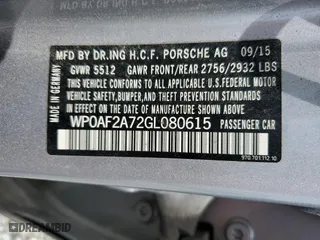 MFD BY DR.ING H.C.F. PORSCHE AG 09/15
GVWR 5512 GAWR FRONT/REAR 2756/2932 LBS
THIS VEHICLE CONFORMS TO ALL APPLICABLE
FEDERAL MOTOR VEHICLE SAFETY, BUMPER, AND
THEFT PREVENTION STANDARDS IN EFFECT ON
THE DATE OF MANUFACTURE SHOWN ABOVE.
WP0AF2A72GL080615 PASSENGER CAR
MADE IN GERMANY
970.701.112.10
DREAMBID